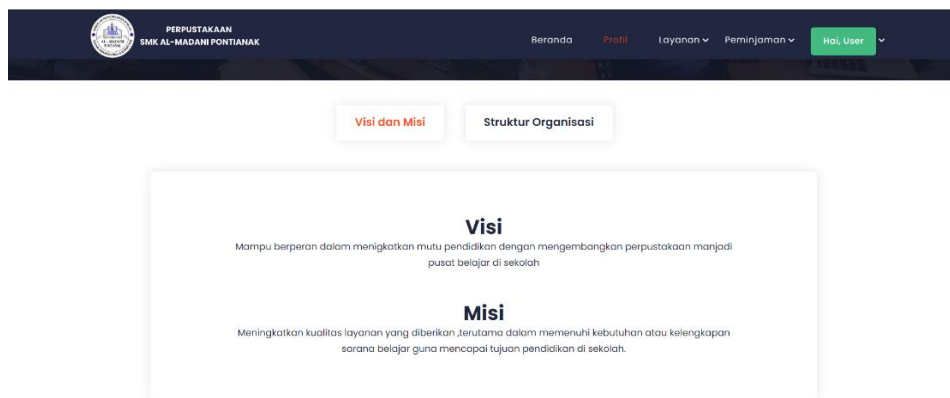 PERPUSTAKAAN
SMK AL-MADANI PONTIANAK
Beranda Profil Layanan Peminjaman Hai, User
Visi dan Misi Struktur Organisasi
Visi
Mampu berperan dalam menigkatkan mutu pendidikan dengan mengembangkan perpustakaan manjadi
pusat belajar di sekolah
Misi
Meningkatkan kualitas layanan yang diberikan ,terutama dalam memenuhi kebutuhan atau kelengkapan
sarana belajar guna mencapai tujuan pendidikan di sekolah.